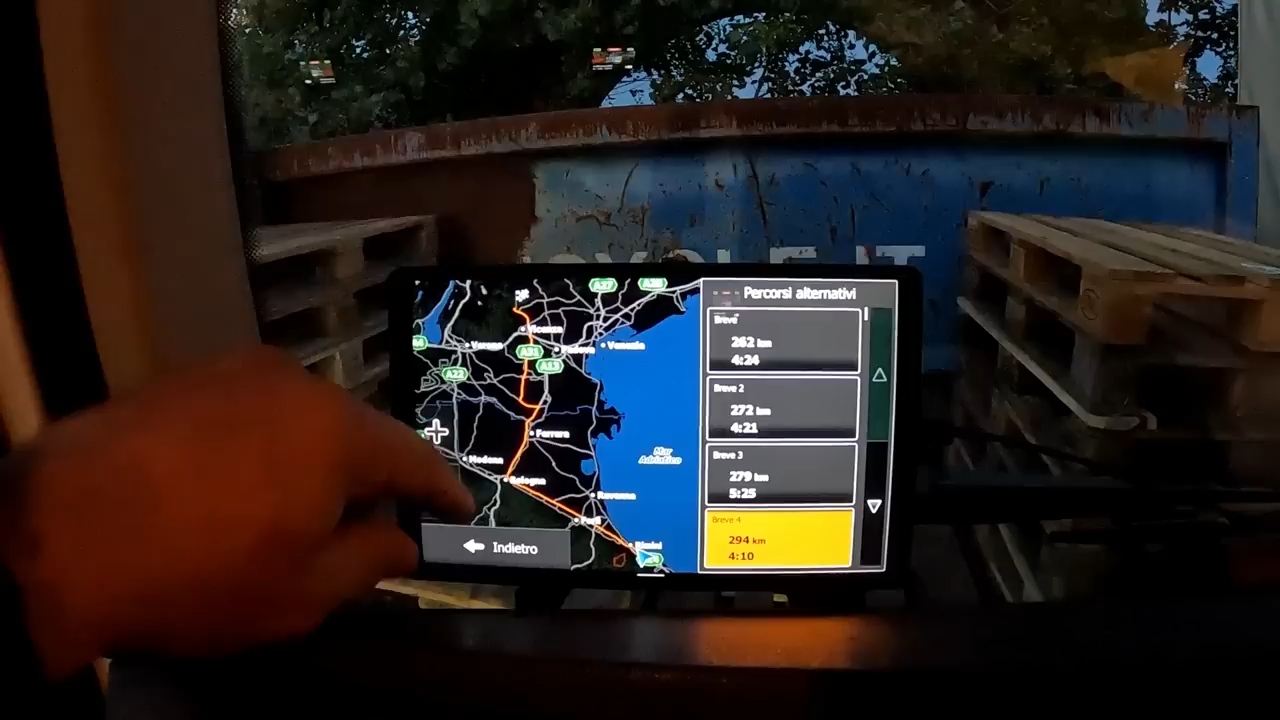 CYCLE IT
Percorsi alternativi
Breve
262 km
4:24
Breve 2
272 km
4:21
Breve 3
279 km
5:25
Breve 4
294 km
4:10
A27
Vicenza
Verona
A31
Padova
Venezia
A13
A22
Ferrara
Mar
Adriatico
Modena
Bologna
Ravenna
Forlì
Rimini
Indietro